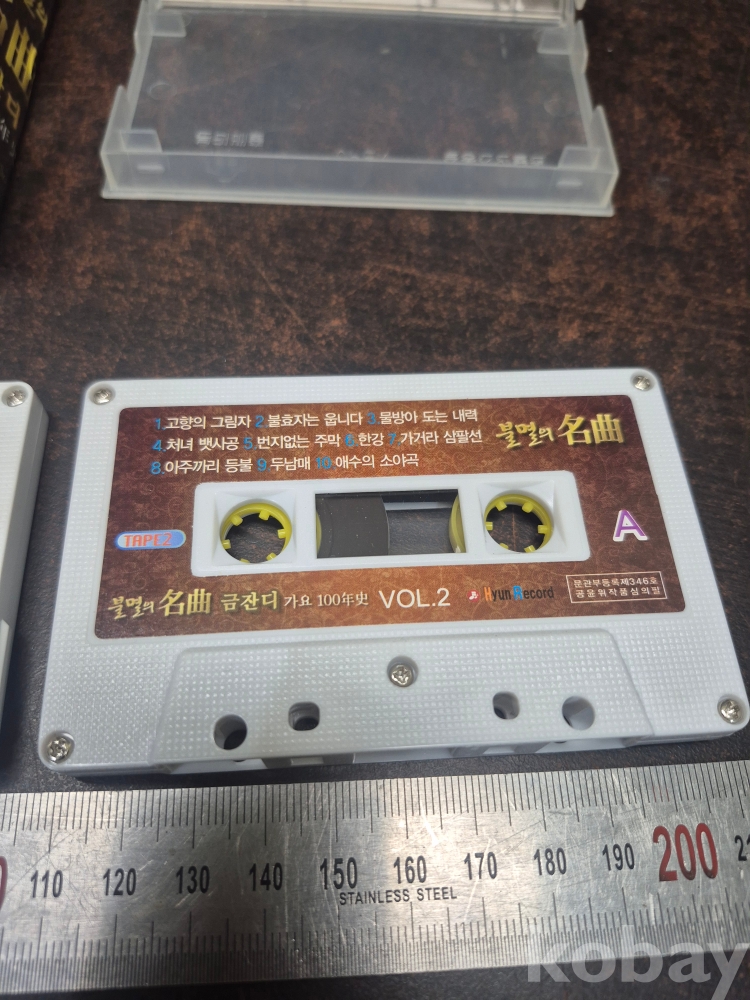 1.고향의 그림자 2.불효자는 웁니다 3.물방아 도는 내력
4.처녀 뱃사공 5.번지없는 주막 6.한강 7.가거라 삼팔선
8.아주까리 등불 9.두남매 10.애수의 소야곡
불멸의 名曲
TAPE2
A
불멸의 名曲 금잔디 가요 100年史 VOL.2
Hyun Record
문관부등록제346호
공윤위작품심의필
110 120 130 140 150 160 170 180 190 200
STAINLESS STEEL
kobay